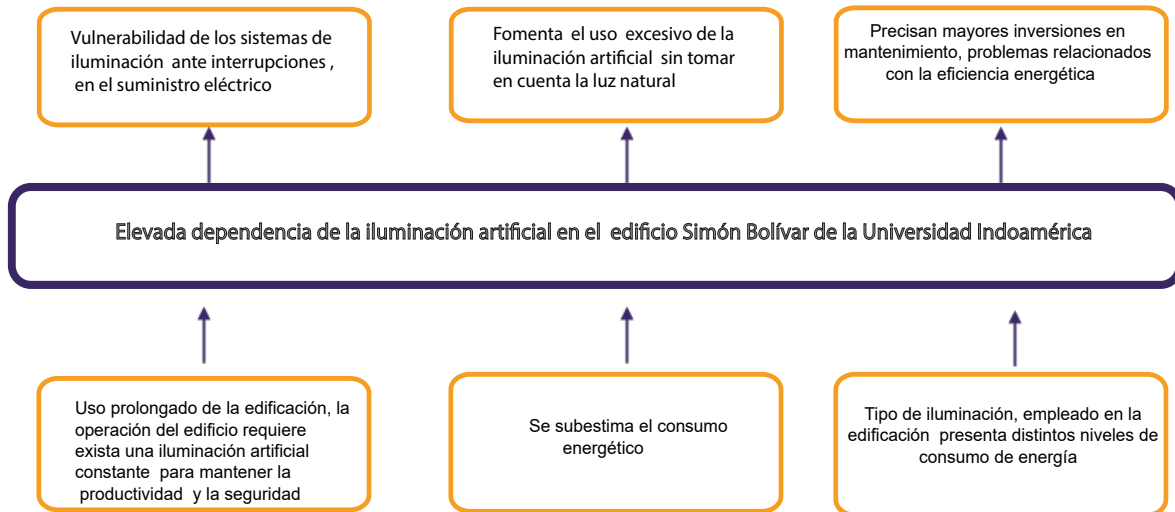 Vulnerabilidad de los sistemas de
iluminación ante interrupciones ,
en el suministro eléctrico
Fomenta el uso excesivo de la
iluminación artificial sin tomar
en cuenta la luz natural
Precisan mayores inversiones en
mantenimiento, problemas relacionados
con la eficiencia energética
Elevada dependencia de la iluminación artificial en el edificio Simón Bolívar de la Universidad Indoamérica
Uso prolongado de la edificación, la
operación del edificio requiere
exista una iluminación artificial
constante para mantener la
productividad y la seguridad
Se subestima el consumo
energético
Tipo de iluminación, empleado en la
edificación presenta distintos niveles de
consumo de energía